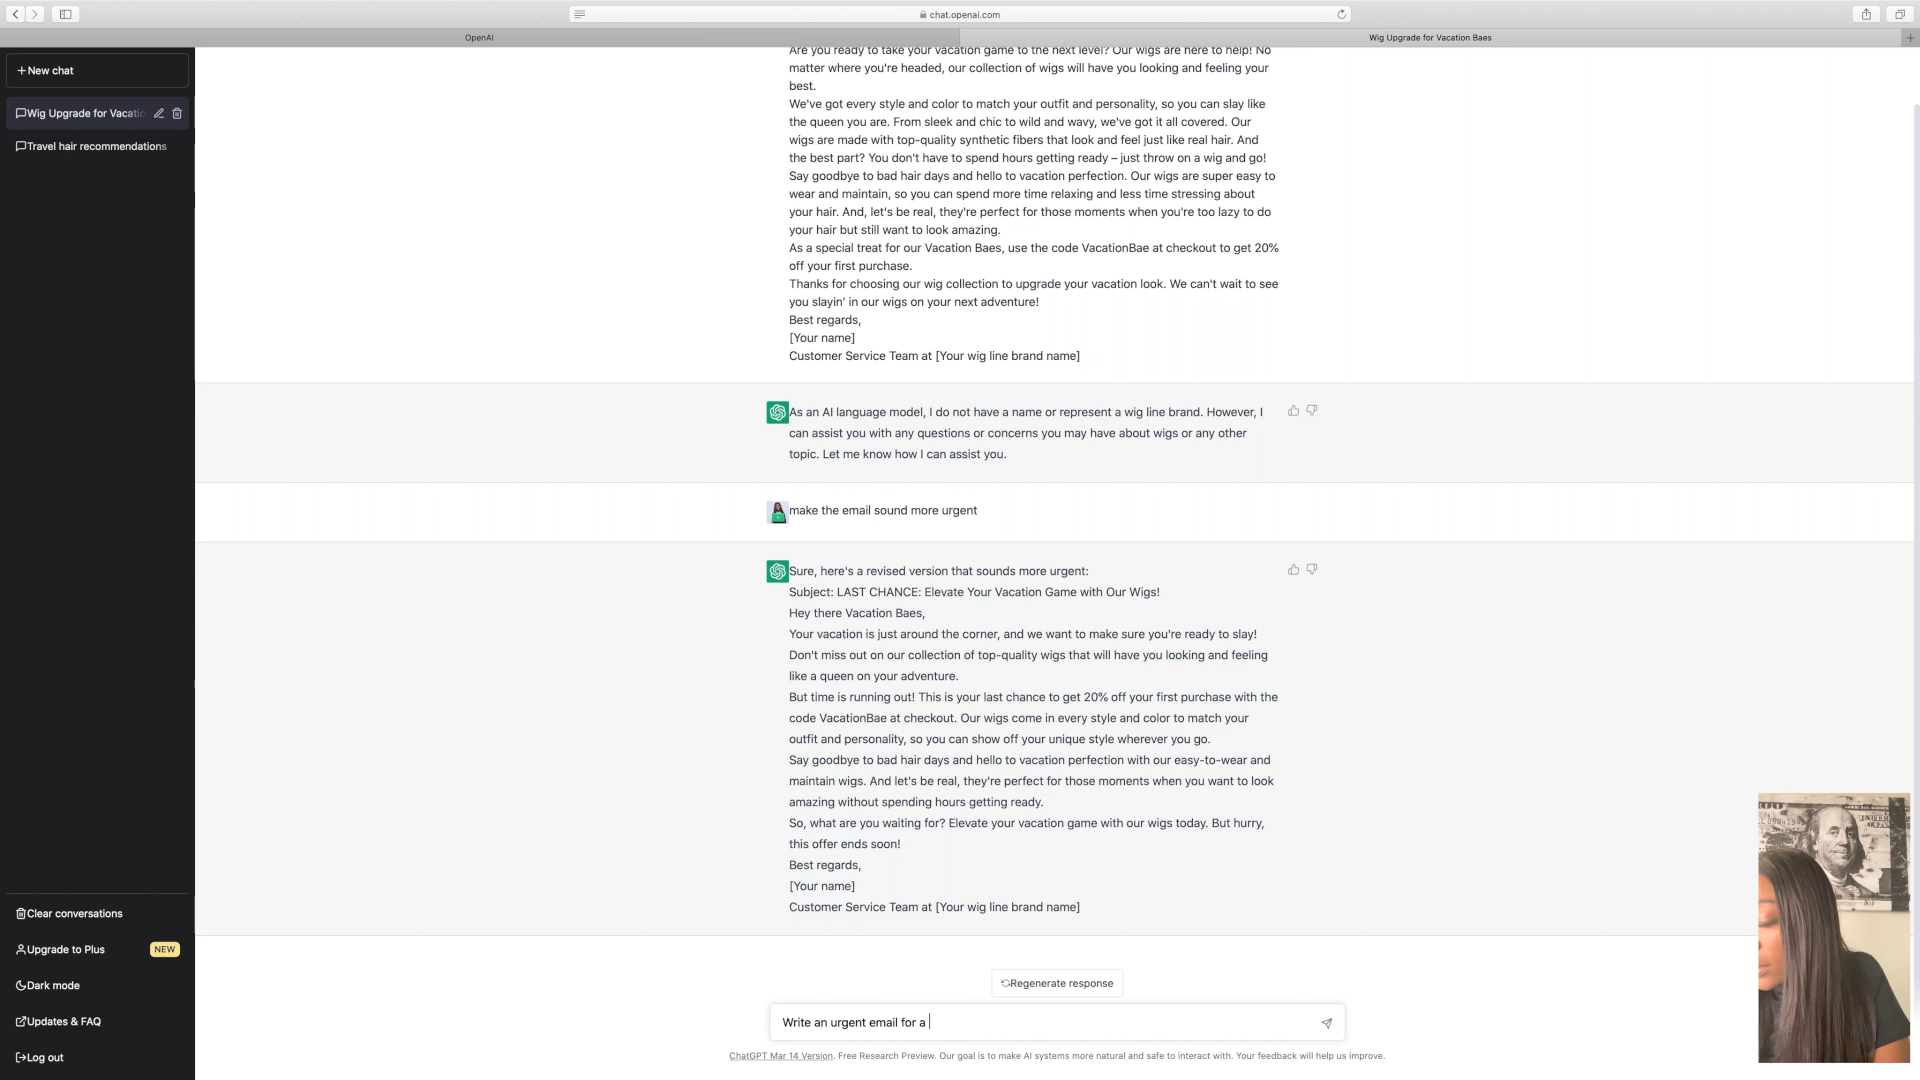 chat.openai.com
OpenAI
Wig Upgrade for Vacation Baes
New chat
Wig Upgrade for Vacatio
Travel hair recommendations
Are you ready to take your vacation game to the next level? Our wigs are here to help! No
matter where you're headed, our collection of wigs will have you looking and feeling your
best.
We've got every style and color to match your outfit and personality, so you can slay like
the queen you are. From sleek and chic to wild and wavy, we've got it all covered. Our
wigs are made with top-quality synthetic fibers that look and feel just like real hair. And
the best part? You don't have to spend hours getting ready – just throw on a wig and go!
Say goodbye to bad hair days and hello to vacation perfection. Our wigs are super easy to
wear and maintain, so you can spend more time relaxing and less time stressing about
your hair. And, let's be real, they're perfect for those moments when you're too lazy to do
your hair but still want to look amazing.
As a special treat for our Vacation Baes, use the code VacationBae at checkout to get 20%
off your first purchase.
Thanks for choosing our wig collection to upgrade your vacation look. We can't wait to see
you slayin' in our wigs on your next adventure!
Best regards,
[Your name]
Customer Service Team at [Your wig line brand name]
As an AI language model, I do not have a name or represent a wig line brand. However, I
can assist you with any questions or concerns you may have about wigs or any other
topic. Let me know how I can assist you.
make the email sound more urgent
Sure, here's a revised version that sounds more urgent:
Subject: LAST CHANCE: Elevate Your Vacation Game with Our Wigs!
Hey there Vacation Baes,
Your vacation is just around the corner, and we want to make sure you're ready to slay!
Don't miss out on our collection of top-quality wigs that will have you looking and feeling
like a queen on your adventure.
But time is running out! This is your last chance to get 20% off your first purchase with the
code VacationBae at checkout. Our wigs come in every style and color to match your
outfit and personality, so you can show off your unique style wherever you go.
Say goodbye to bad hair days and hello to vacation perfection with our easy-to-wear and
maintain wigs. And let's be real, they're perfect for those moments when you want to look
amazing without spending hours getting ready.
So, what are you waiting for? Elevate your vacation game with our wigs today. But hurry,
this offer ends soon!
Best regards,
[Your name]
Customer Service Team at [Your wig line brand name]
Clear conversations
Upgrade to Plus NEW
Dark mode
Updates & FAQ
Log out
Regenerate response
Write an urgent email for a
ChatGPT Mar 14 Version. Free Research Preview. Our goal is to make AI systems more natural and safe to interact with. Your feedback will help us improve.